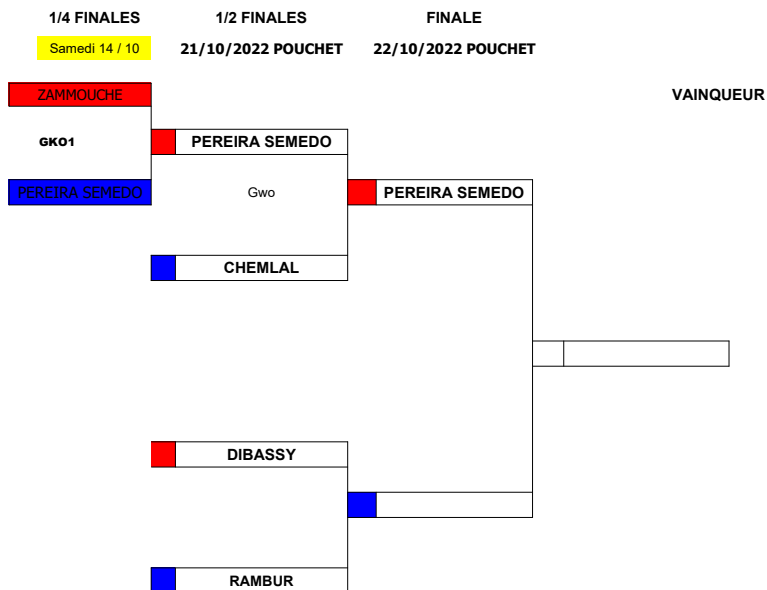 1/4 FINALES 1/2 FINALES FINALE
Samedi 14 / 10 21/10/2022 POUCHET 22/10/2022 POUCHET
ZAMMOUCHE VAINQUEUR
GKO1 PEREIRA SEMEDO
PEREIRA SEMEDO Gwo PEREIRA SEMEDO
CHEMLAL
DIBASSY
RAMBUR